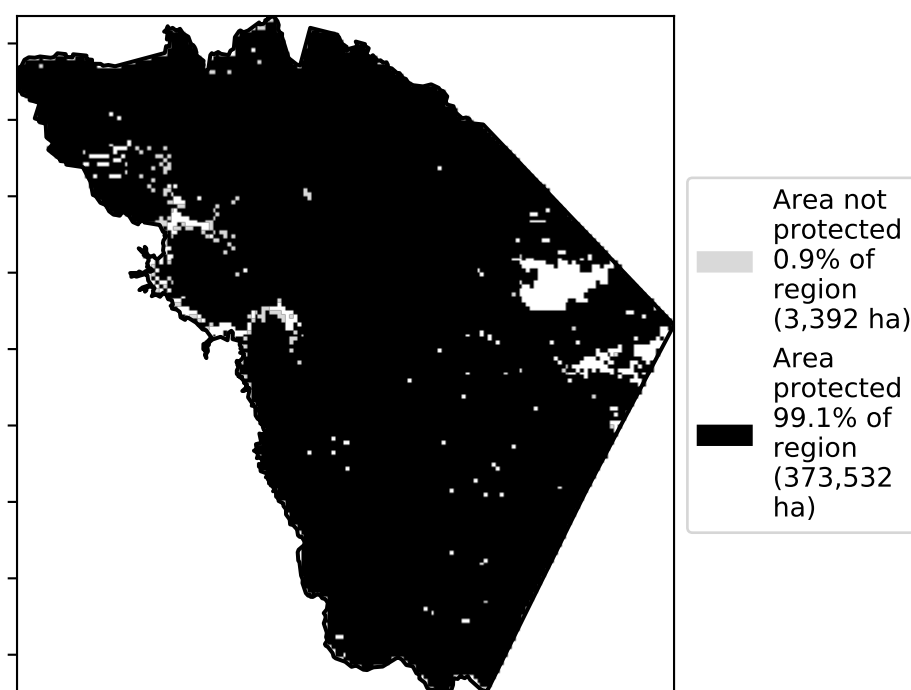 Area not
protected
0.9% of
region
(3,392 ha)
Area
protected
99.1% of
region
(373,532
ha)